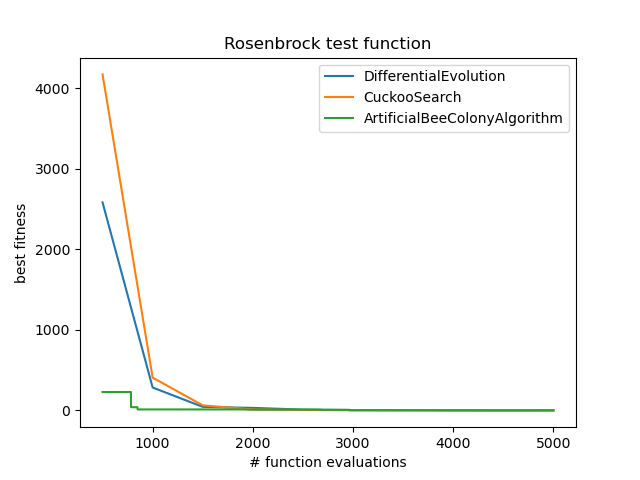 Rosenbrock test function
DifferentialEvolution
CuckooSearch
ArtificialBeeColonyAlgorithm
best fitness
4000
3000
2000
1000
0
1000 2000 3000 4000 5000
# function evaluations